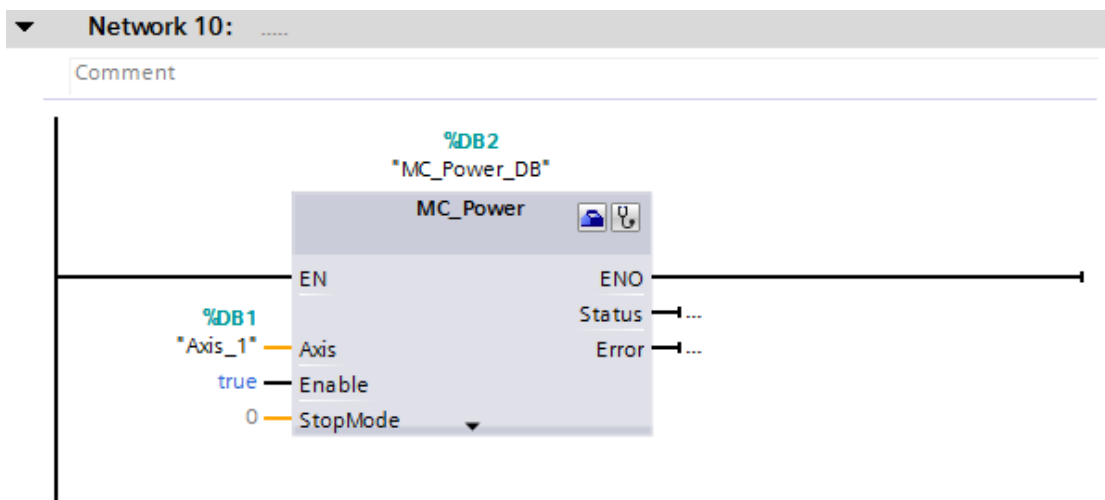 Network 10: .....
Comment
%DB2
"MC_Power_DB"
MC_Power
EN ENO
%DB1 Status ...
"Axis_1" Axis Error ...
true Enable
0 StopMode